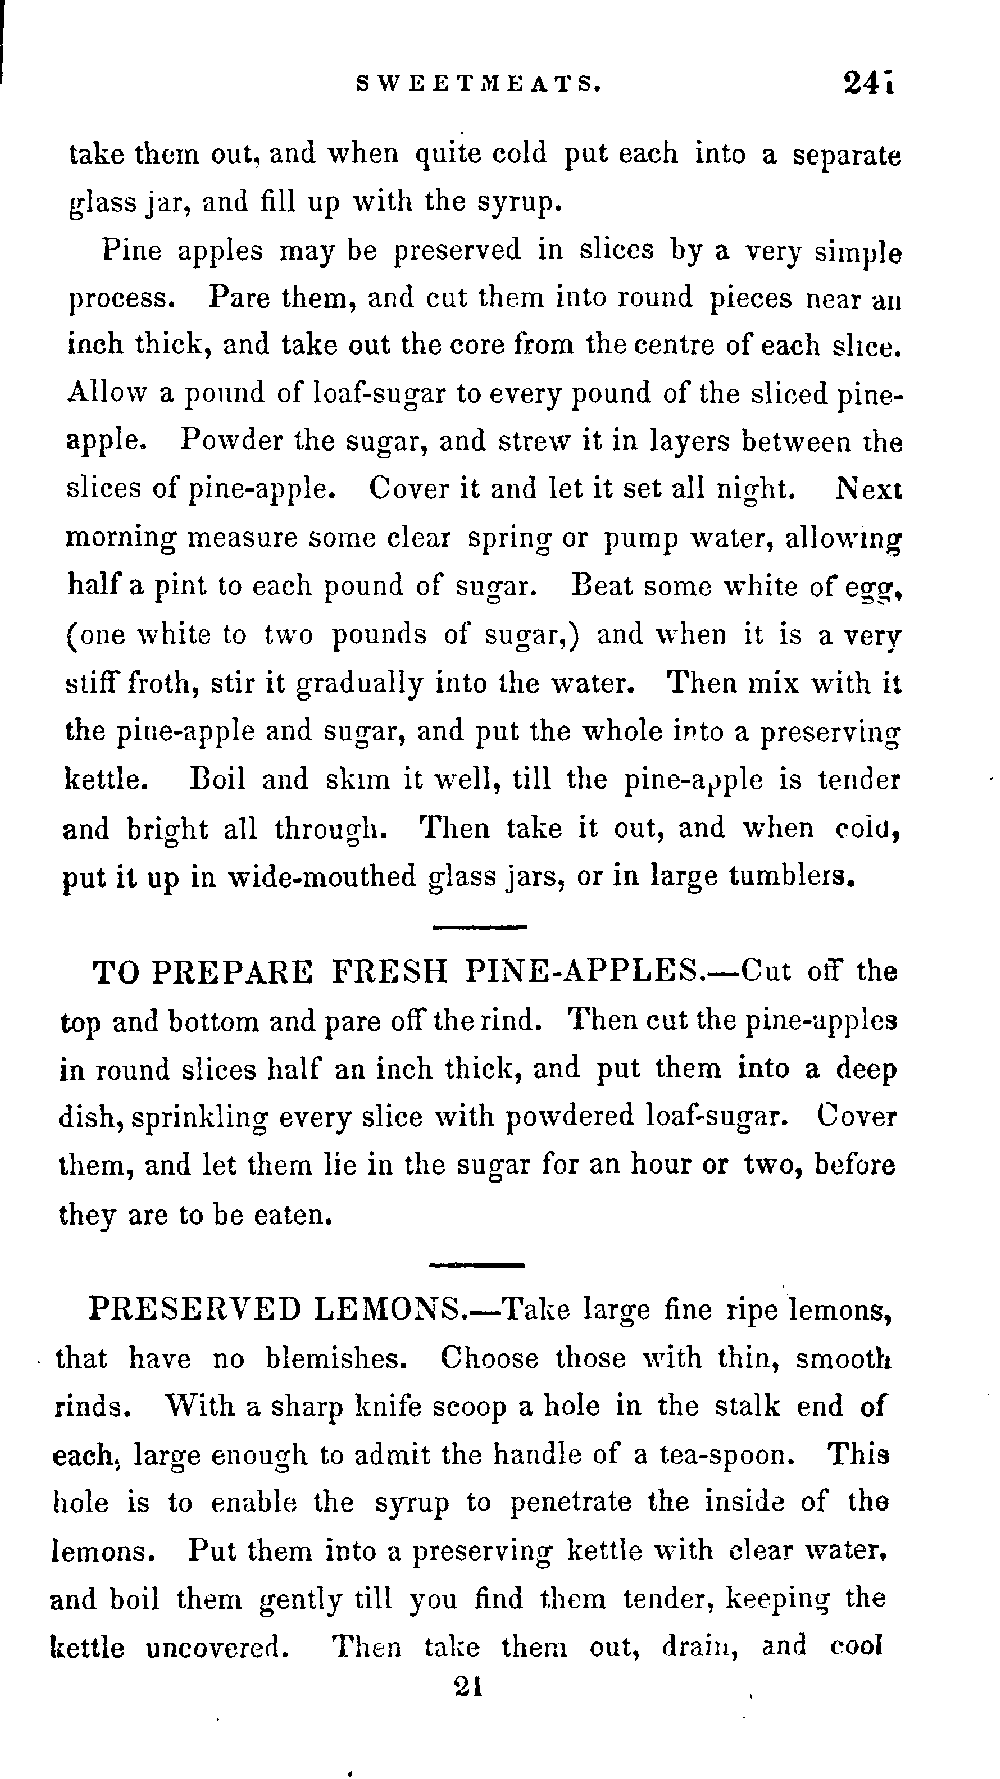 SWEETMEATS. 241
take them out, and when quite cold put each into a separate
glass jar, and fill up with the syrup.
Pine apples may be preserved in slices by a very simple
process. Pare them, and cut them into round pieces near an
inch thick, and take out the core from the centre of each slice.
Allow a pound of loaf-sugar to every pound of the sliced pine-
apple. Powder the sugar, and strew it in layers between the
slices of pine-apple. Cover it and let it set all night. Next
morning measure some clear spring or pump water, allowing
half a pint to each pound of sugar. Beat some white of egg,
(one white to two pounds of sugar,) and when it is a very
stiff froth, stir it gradually into the water. Then mix with it
the pine-apple and sugar, and put the whole into a preserving
kettle. Boil and skim it well, till the pine-apple is tender
and bright all through. Then take it out, and when cold,
put it up in wide-mouthed glass jars, or in large tumblers.
TO PREPARE FRESH PINE-APPLES.—Cut off the
top and bottom and pare off the rind. Then cut the pine-apples
in round slices half an inch thick, and put them into a deep
dish, sprinkling every slice with powdered loaf-sugar. Cover
them, and let them lie in the sugar for an hour or two, before
they are to be eaten.
PRESERVED LEMONS.—Take large fine ripe lemons,
that have no blemishes. Choose those with thin, smooth
rinds. With a sharp knife scoop a hole in the stalk end of
each, large enough to admit the handle of a tea-spoon. This
hole is to enable the syrup to penetrate the inside of the
lemons. Put them into a preserving kettle with clear water,
and boil them gently till you find them tender, keeping the
kettle uncovered. Then take them out, drain, and cool
21